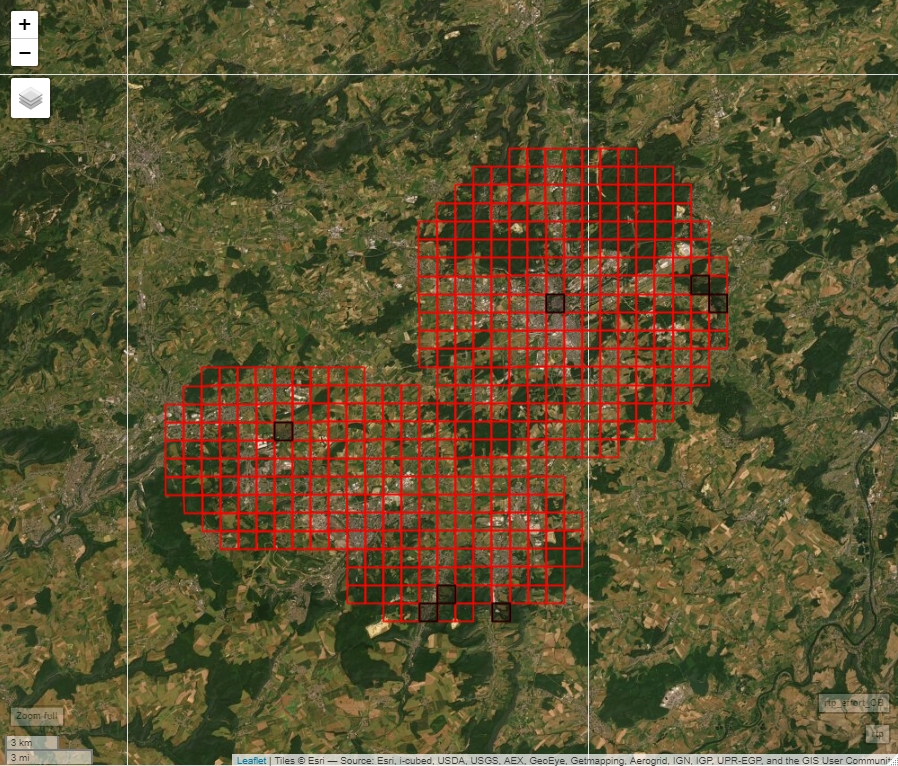 +
−
Zoom full
3 km
3 mi
Leaflet | Tiles © Esri — Source: Esri, i-cubed, USDA, USGS, AEX, GeoEye, Getmapping, Aerogrid, IGN, IGP, UPR-EGP, and the GIS User Communit